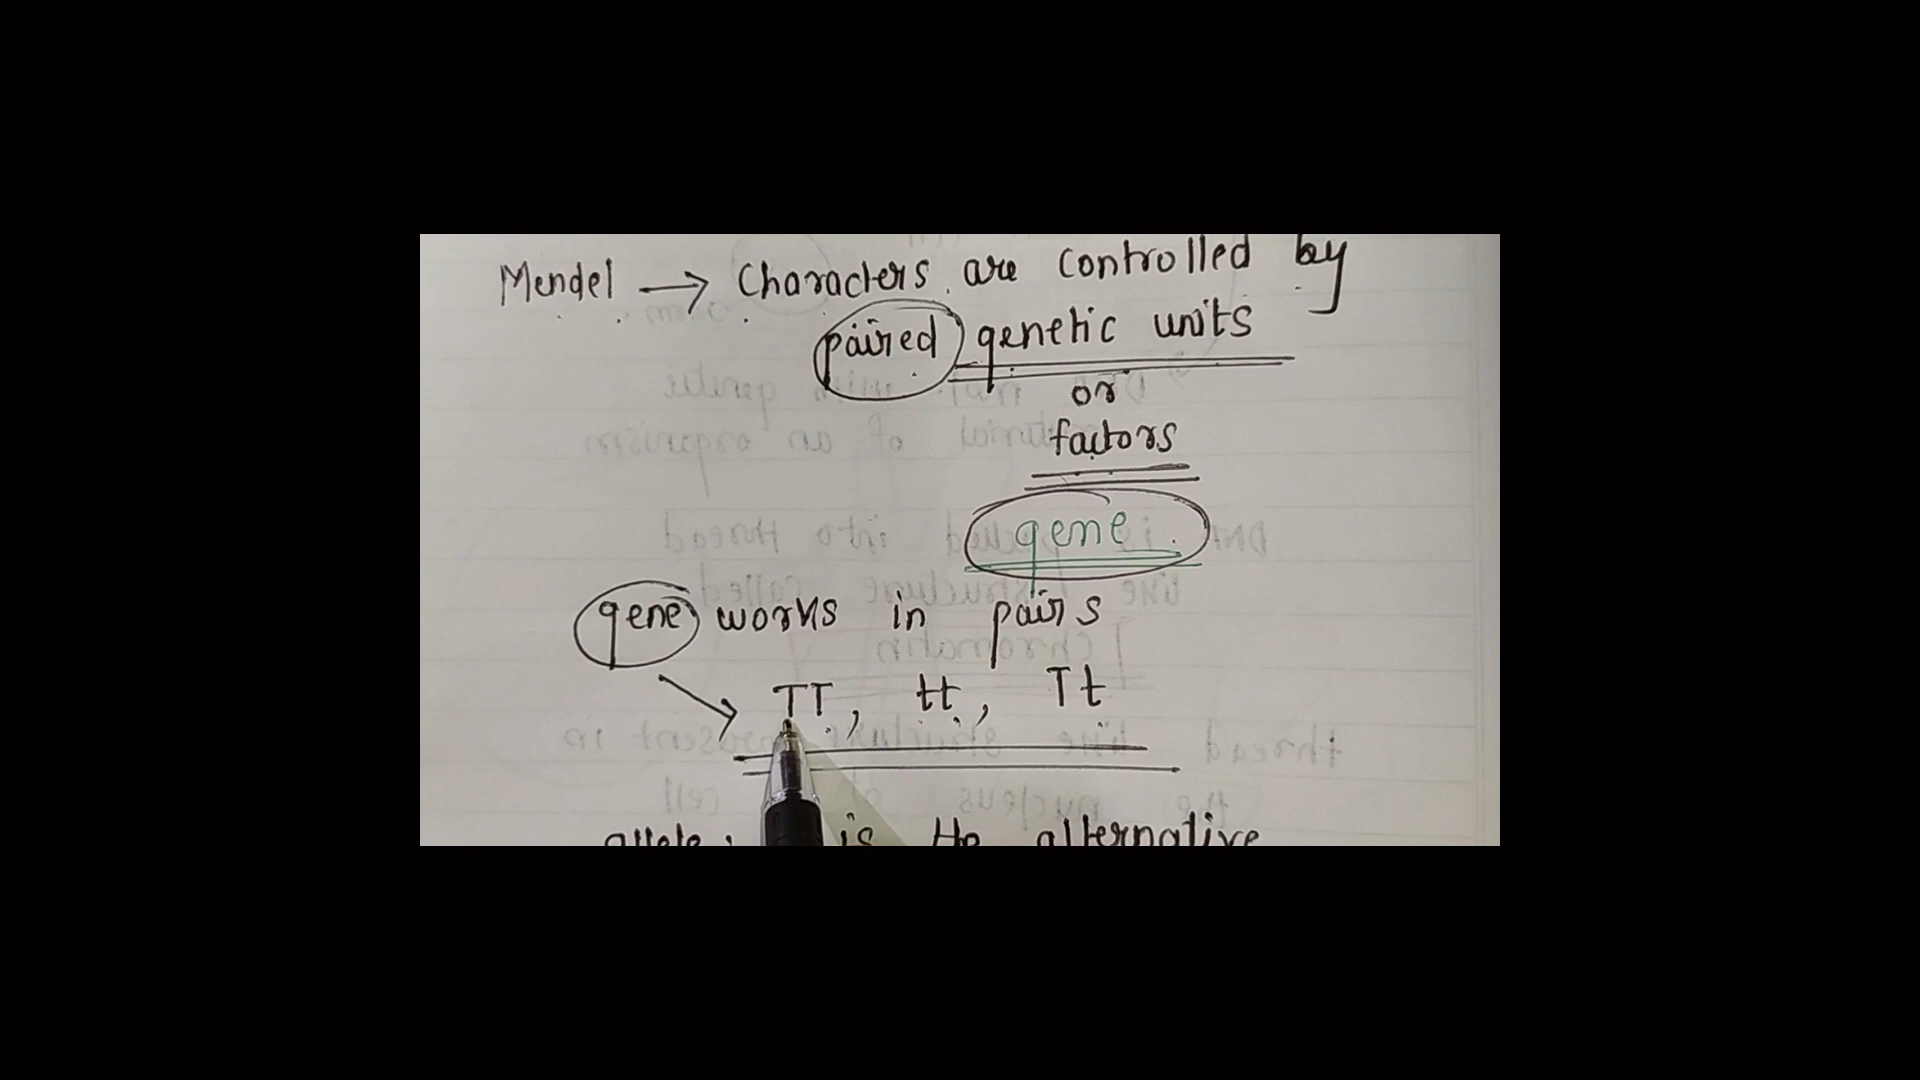 Mendel → Characters are controlled by
paired genetic units
or
factors
gene
gene works in pairs
→ TT, tt, Tt
is the alternative